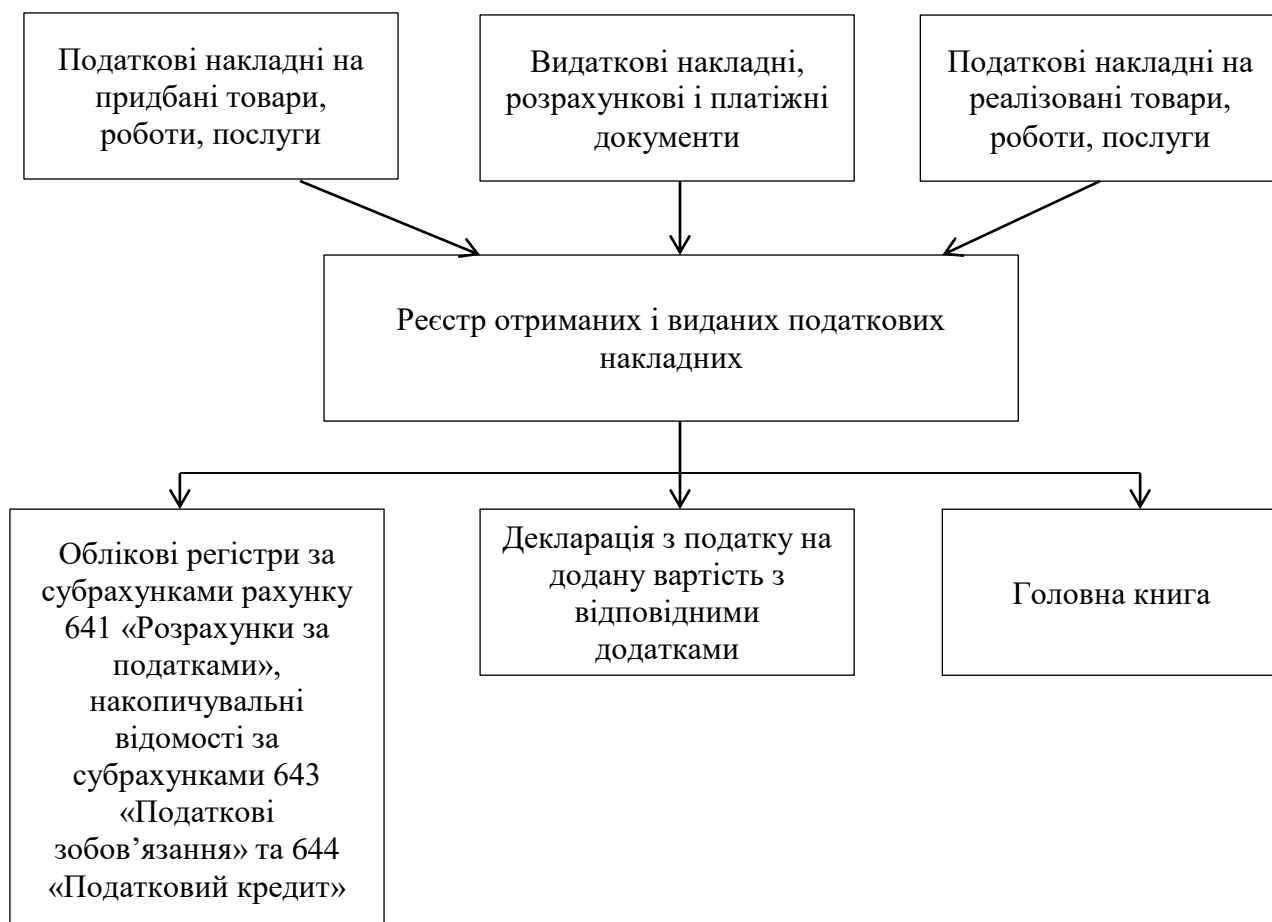 Податкові накладні на
придбані товари,
роботи, послуги
Видаткові накладні,
розрахункові і платіжні
документи
Податкові накладні на
реалізовані товари,
роботи, послуги
Реєстр отриманих і виданих податкових
накладних
Облікові регістри за
субрахунками рахунку
641 «Розрахунки за
податками»,
накопичувальні
відомості за
субрахунками 643
«Податкові
зобов’язання» та 644
«Податковий кредит»
Декларація з податку на
додану вартість з
відповідними
додатками
Головна книга